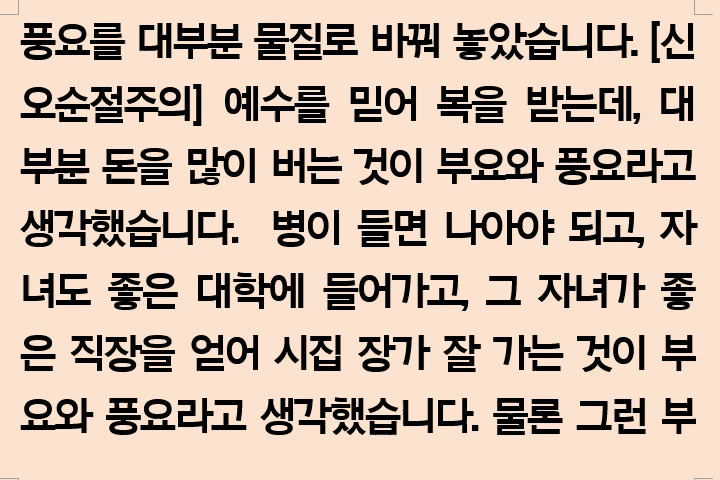 풍요를 대부분 물질로 바꿔 놓았습니다. [신
오순절주의] 예수를 믿어 복을 받는데, 대
부분 돈을 많이 버는 것이 부요와 풍요라고
생각했습니다. 병이 들면 나아야 되고, 자
녀도 좋은 대학에 들어가고, 그 자녀가 좋
은 직장을 얻어 시집 장가 잘 가는 것이 부
요와 풍요라고 생각했습니다. 물론 그런 부